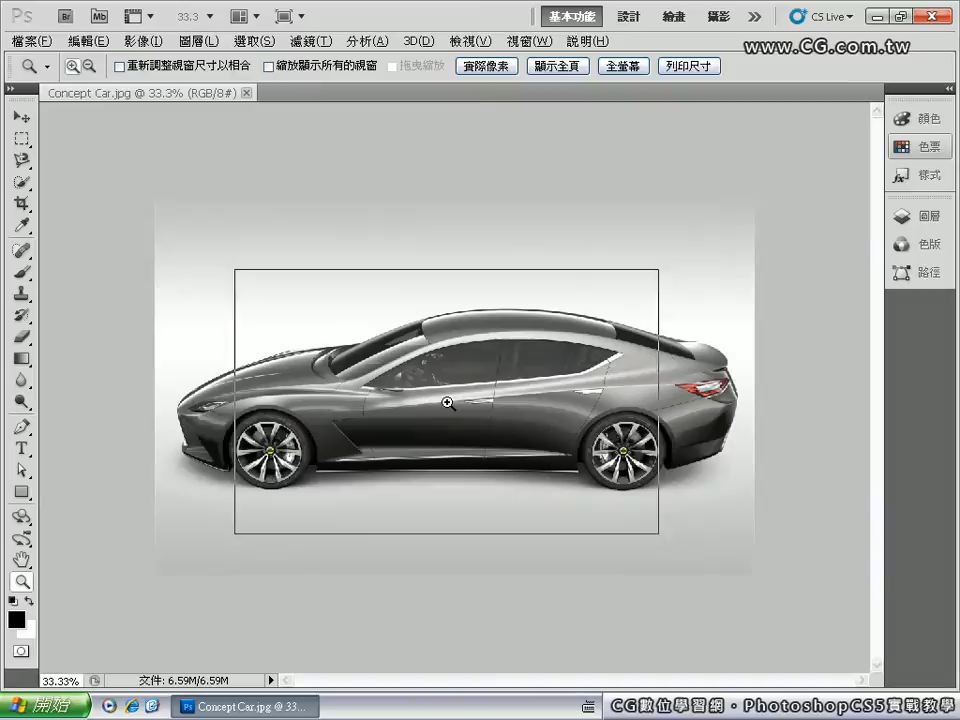 Ps Br Mb 33.3 基本功能 設計 繪畫 攝影 CS Live
檔案(F) 編輯(E) 影像(I) 圖層(L) 選取(S) 濾鏡(T) 分析(A) 3D(D) 檢視(V) 視窗(W) 說明(H)
www.CG.com.tw
重新調整視窗尺寸以相合 縮放顯示所有的視窗 拖曳縮放 實際像素 顯示全頁 全螢幕 列印尺寸
Concept Car.jpg @ 33.3% (RGB/8#)
顏色
色票
樣式
圖層
色版
路徑
33.33% 文件: 6.59M/6.59M
開始 Ps Concept Car.jpg @ 33... CG數位學習網・PhotoshopCS5實戰教學